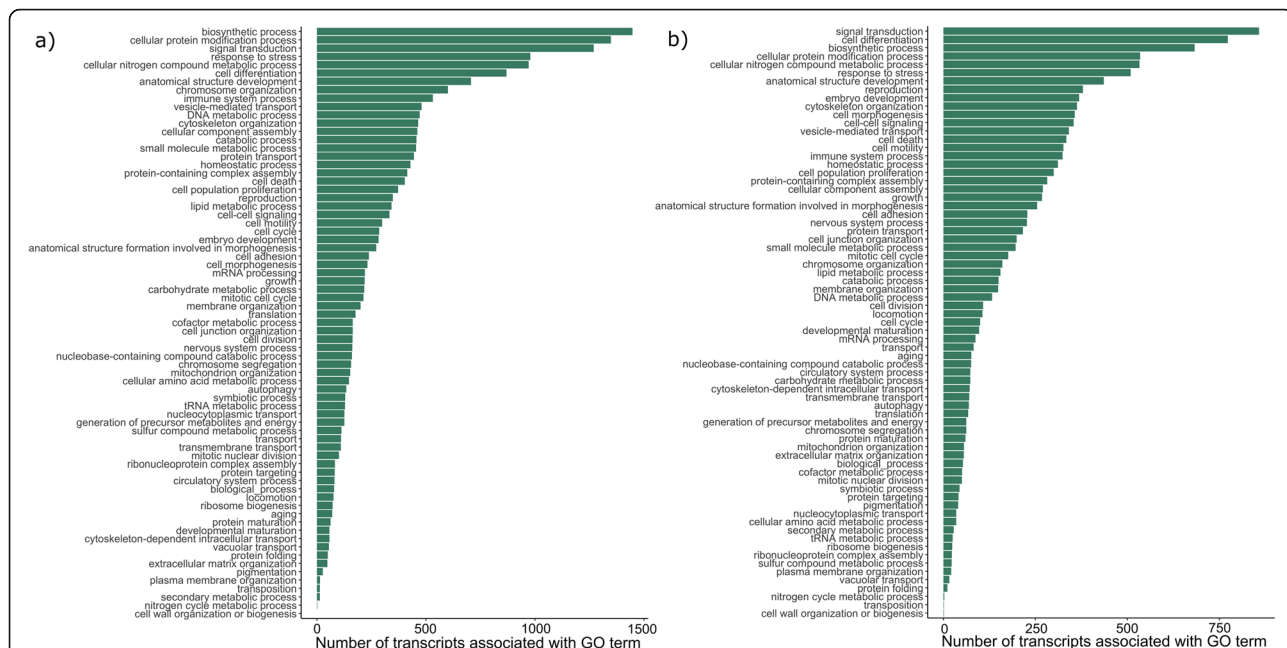 a)
biosynthetic process
cellular protein modification process
signal transduction
response to stress
cellular nitrogen compound metabolic process
cell differentiation
anatomical structure development
chromosome organization
immune system process
vesicle-mediated transport
DNA metabolic process
cytoskeleton organization
cellular component assembly
catabolic process
small molecule metabolic process
protein transport
homeostatic process
protein-containing complex assembly
cell death
cell population proliferation
reproduction
lipid metabolic process
cell-cell signaling
cell motility
cell cycle
embryo development
anatomical structure formation involved in morphogenesis
cell adhesion
cell morphogenesis
mRNA processing
growth
carbohydrate metabolic process
mitotic cell cycle
membrane organization
translation
cofactor metabolic process
cell junction organization
cell division
nervous system process
nucleobase-containing compound catabolic process
chromosome segregation
mitochondrion organization
cellular amino acid metabolic process
autophagy
symbiotic process
tRNA metabolic process
nucleocytoplasmic transport
generation of precursor metabolites and energy
sulfur compound metabolic process
transport
transmembrane transport
mitotic nuclear division
ribonucleoprotein complex assembly
protein targeting
circulatory system process
biological_process
locomotion
ribosome biogenesis
aging
protein maturation
developmental maturation
cytoskeleton-dependent intracellular transport
vacuolar transport
protein folding
extracellular matrix organization
pigmentation
plasma membrane organization
transposition
secondary metabolic process
nitrogen cycle metabolic process
cell wall organization or biogenesis
0 500 1000 1500
Number of transcripts associated with GO term
b)
signal transduction
cell differentiation
biosynthetic process
cellular protein modification process
cellular nitrogen compound metabolic process
response to stress
anatomical structure development
reproduction
embryo development
cytoskeleton organization
cell morphogenesis
cell-cell signaling
vesicle-mediated transport
cell death
cell motility
immune system process
homeostatic process
cell population proliferation
protein-containing complex assembly
cellular component assembly
growth
anatomical structure formation involved in morphogenesis
cell adhesion
nervous system process
protein transport
cell junction organization
small molecule metabolic process
mitotic cell cycle
chromosome organization
lipid metabolic process
catabolic process
membrane organization
DNA metabolic process
cell division
locomotion
cell cycle
developmental maturation
mRNA processing
transport
aging
nucleobase-containing compound catabolic process
circulatory system process
carbohydrate metabolic process
cytoskeleton-dependent intracellular transport
transmembrane transport
autophagy
translation
generation of precursor metabolites and energy
chromosome segregation
protein maturation
mitochondrion organization
extracellular matrix organization
biological_process
cofactor metabolic process
mitotic nuclear division
symbiotic process
protein targeting
pigmentation
nucleocytoplasmic transport
cellular amino acid metabolic process
secondary metabolic process
tRNA metabolic process
ribosome biogenesis
ribonucleoprotein complex assembly
sulfur compound metabolic process
plasma membrane organization
vacuolar transport
protein folding
nitrogen cycle metabolic process
transposition
cell wall organization or biogenesis
0 250 500 750
Number of transcripts associated with GO term